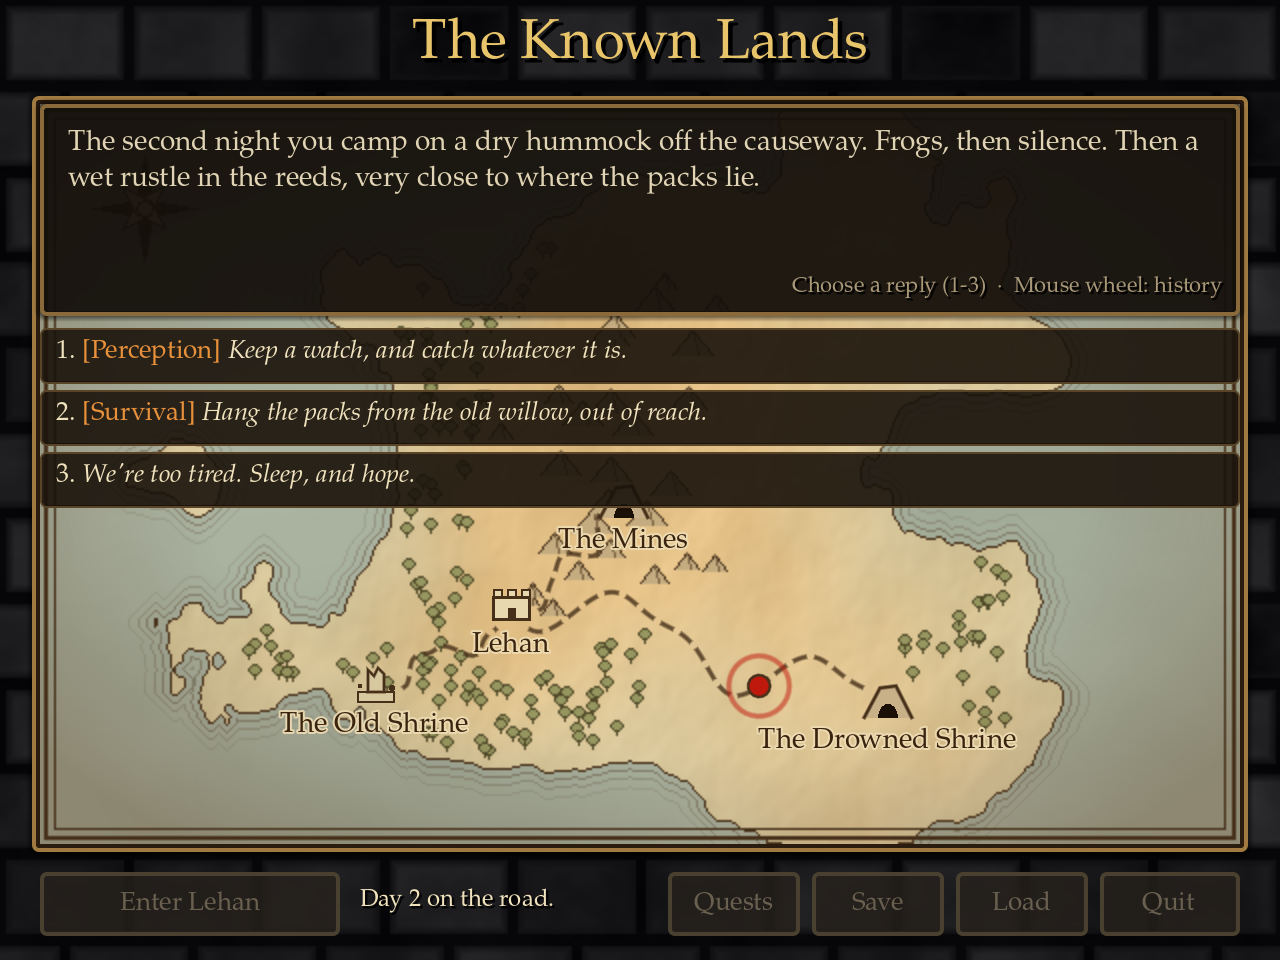 The Known Lands
The second night you camp on a dry hummock off the causeway. Frogs, then silence. Then a
wet rustle in the reeds, very close to where the packs lie.
Choose a reply (1-3) · Mouse wheel: history
1. [Perception] Keep a watch, and catch whatever it is.
2. [Survival] Hang the packs from the old willow, out of reach.
3. We're too tired. Sleep, and hope.
The Mines
Lehan
The Old Shrine
The Drowned Shrine
Enter Lehan
Day 2 on the road.
Quests
Save
Load
Quit